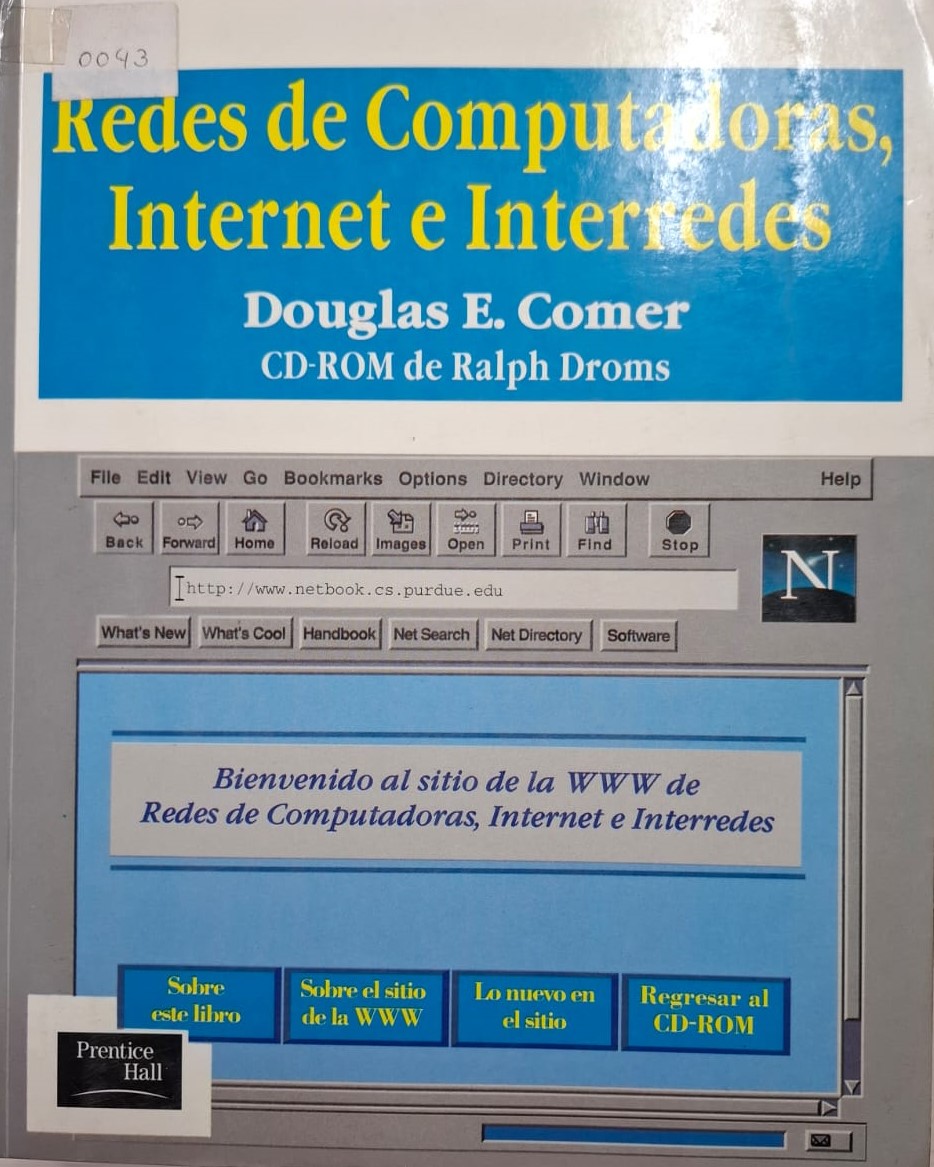 0043
Redes de Computadoras,
Internet e Interredes
Douglas E. Comer
CD-ROM de Ralph Droms
File Edit View Go Bookmarks Options Directory Window Help
Back Forward Home Reload Images Open Print Find Stop
http://www.netbook.cs.purdue.edu
N
What's New What's Cool Handbook Net Search Net Directory Software
Bienvenido al sitio de la WWW de
Redes de Computadoras, Internet e Interredes
Sobre
este libro
Sobre el sitio
de la WWW
Lo nuevo en
el sitio
Regresar al
CD-ROM
Prentice
Hall